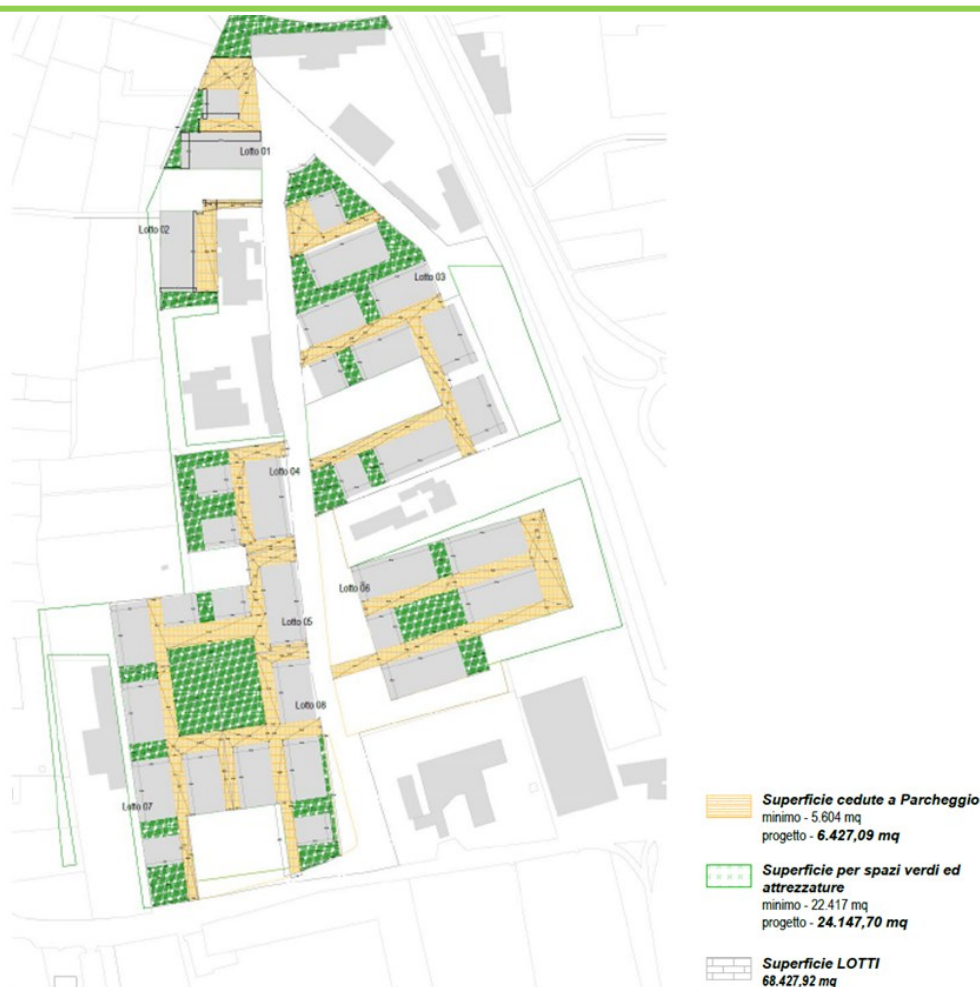 Lotto 01
Lotto 02
Lotto 03
Lotto 04
Lotto 06
Lotto 05
Lotto 08
Lotto 07
Superficie cedute a Parcheggio
minimo - 5.604 mq
progetto - 6.427,09 mq
Superficie per spazi verdi ed
attrezzature
minimo - 22.417 mq
progetto - 24.147,70 mq
Superficie LOTTI
68.427,92 mq